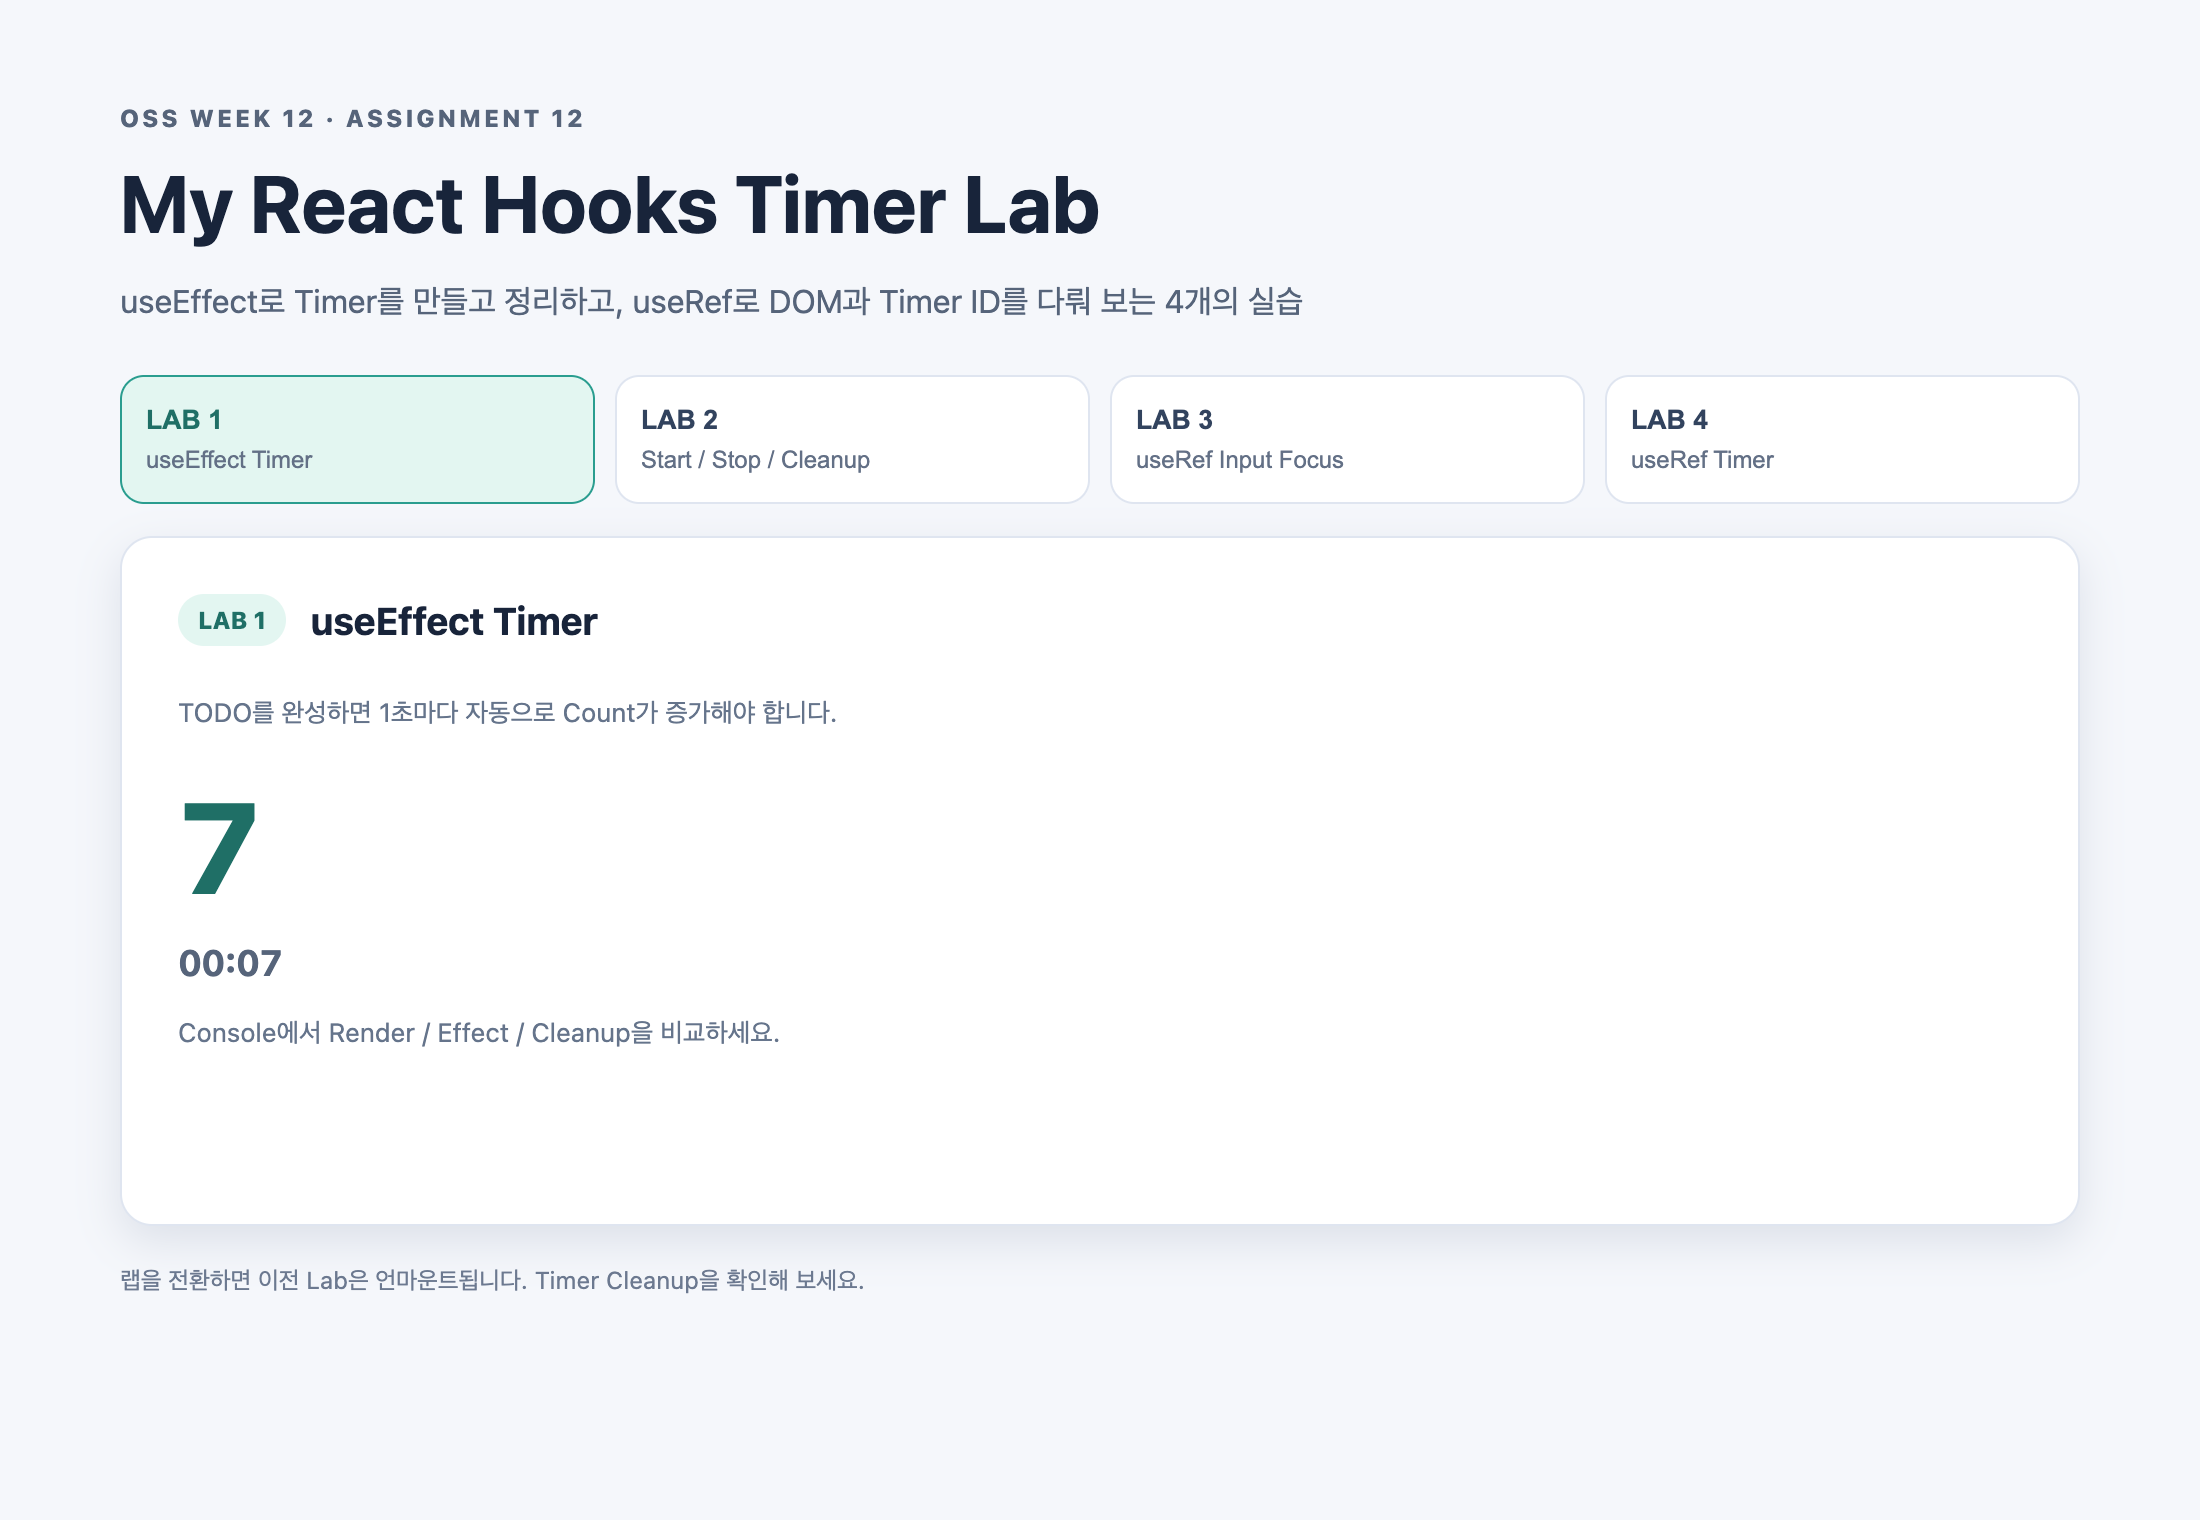 OSS WEEK 12 · ASSIGNMENT 12
My React Hooks Timer Lab
useEffect로 Timer를 만들고 정리하고, useRef로 DOM과 Timer ID를 다뤄 보는 4개의 실습
LAB 1
useEffect Timer
LAB 2
Start / Stop / Cleanup
LAB 3
useRef Input Focus
LAB 4
useRef Timer
LAB 1 useEffect Timer
TODO를 완성하면 1초마다 자동으로 Count가 증가해야 합니다.
7
00:07
Console에서 Render / Effect / Cleanup을 비교하세요.
랩을 전환하면 이전 Lab은 언마운트됩니다. Timer Cleanup을 확인해 보세요.